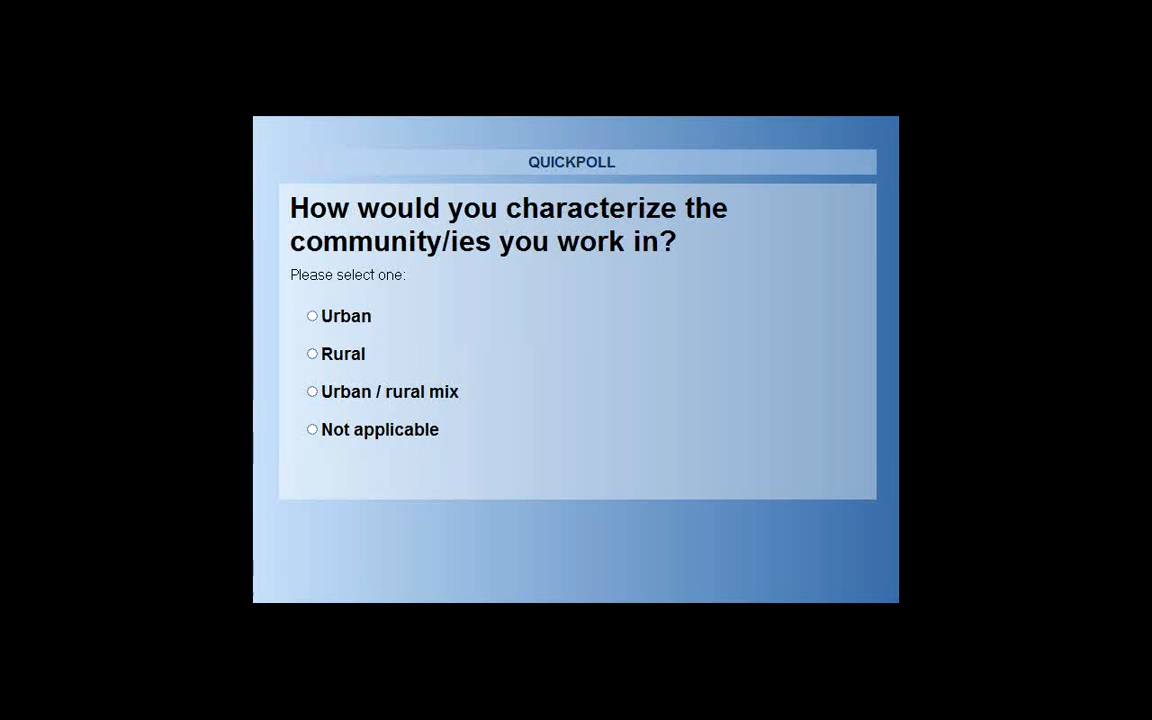 QUICKPOLL
How would you characterize the
community/ies you work in?
Please select one:
Urban
Rural
Urban / rural mix
Not applicable